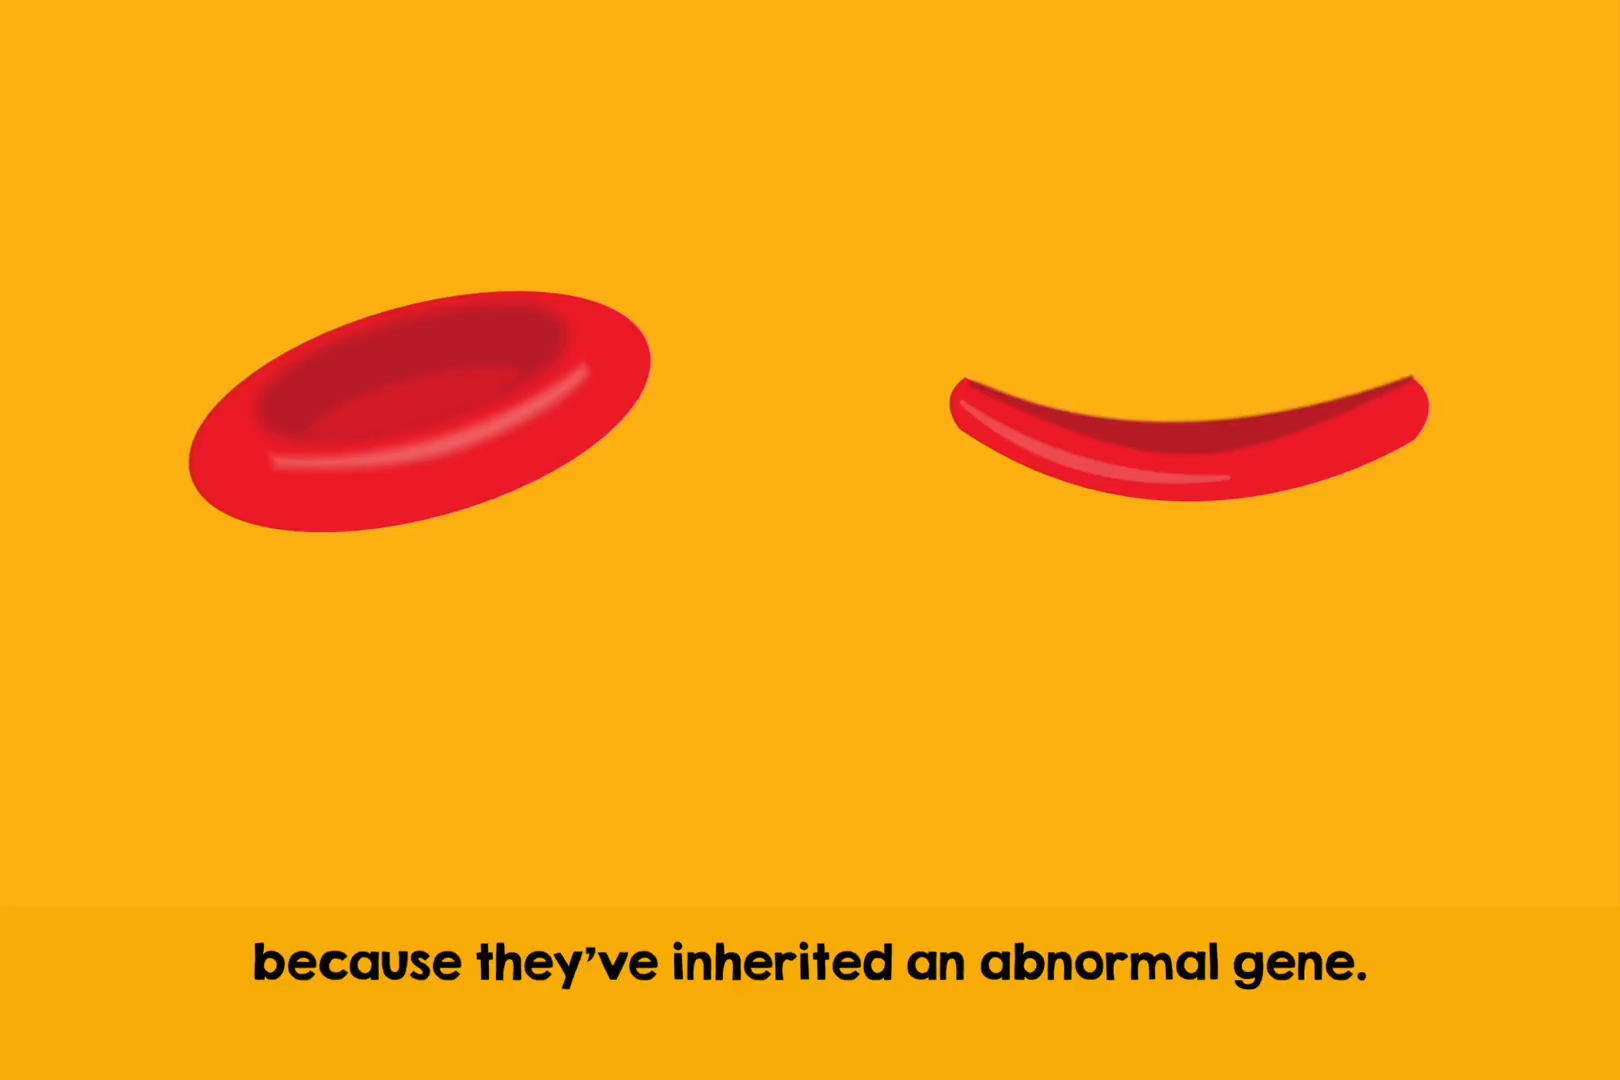 because they’ve inherited an abnormal gene.